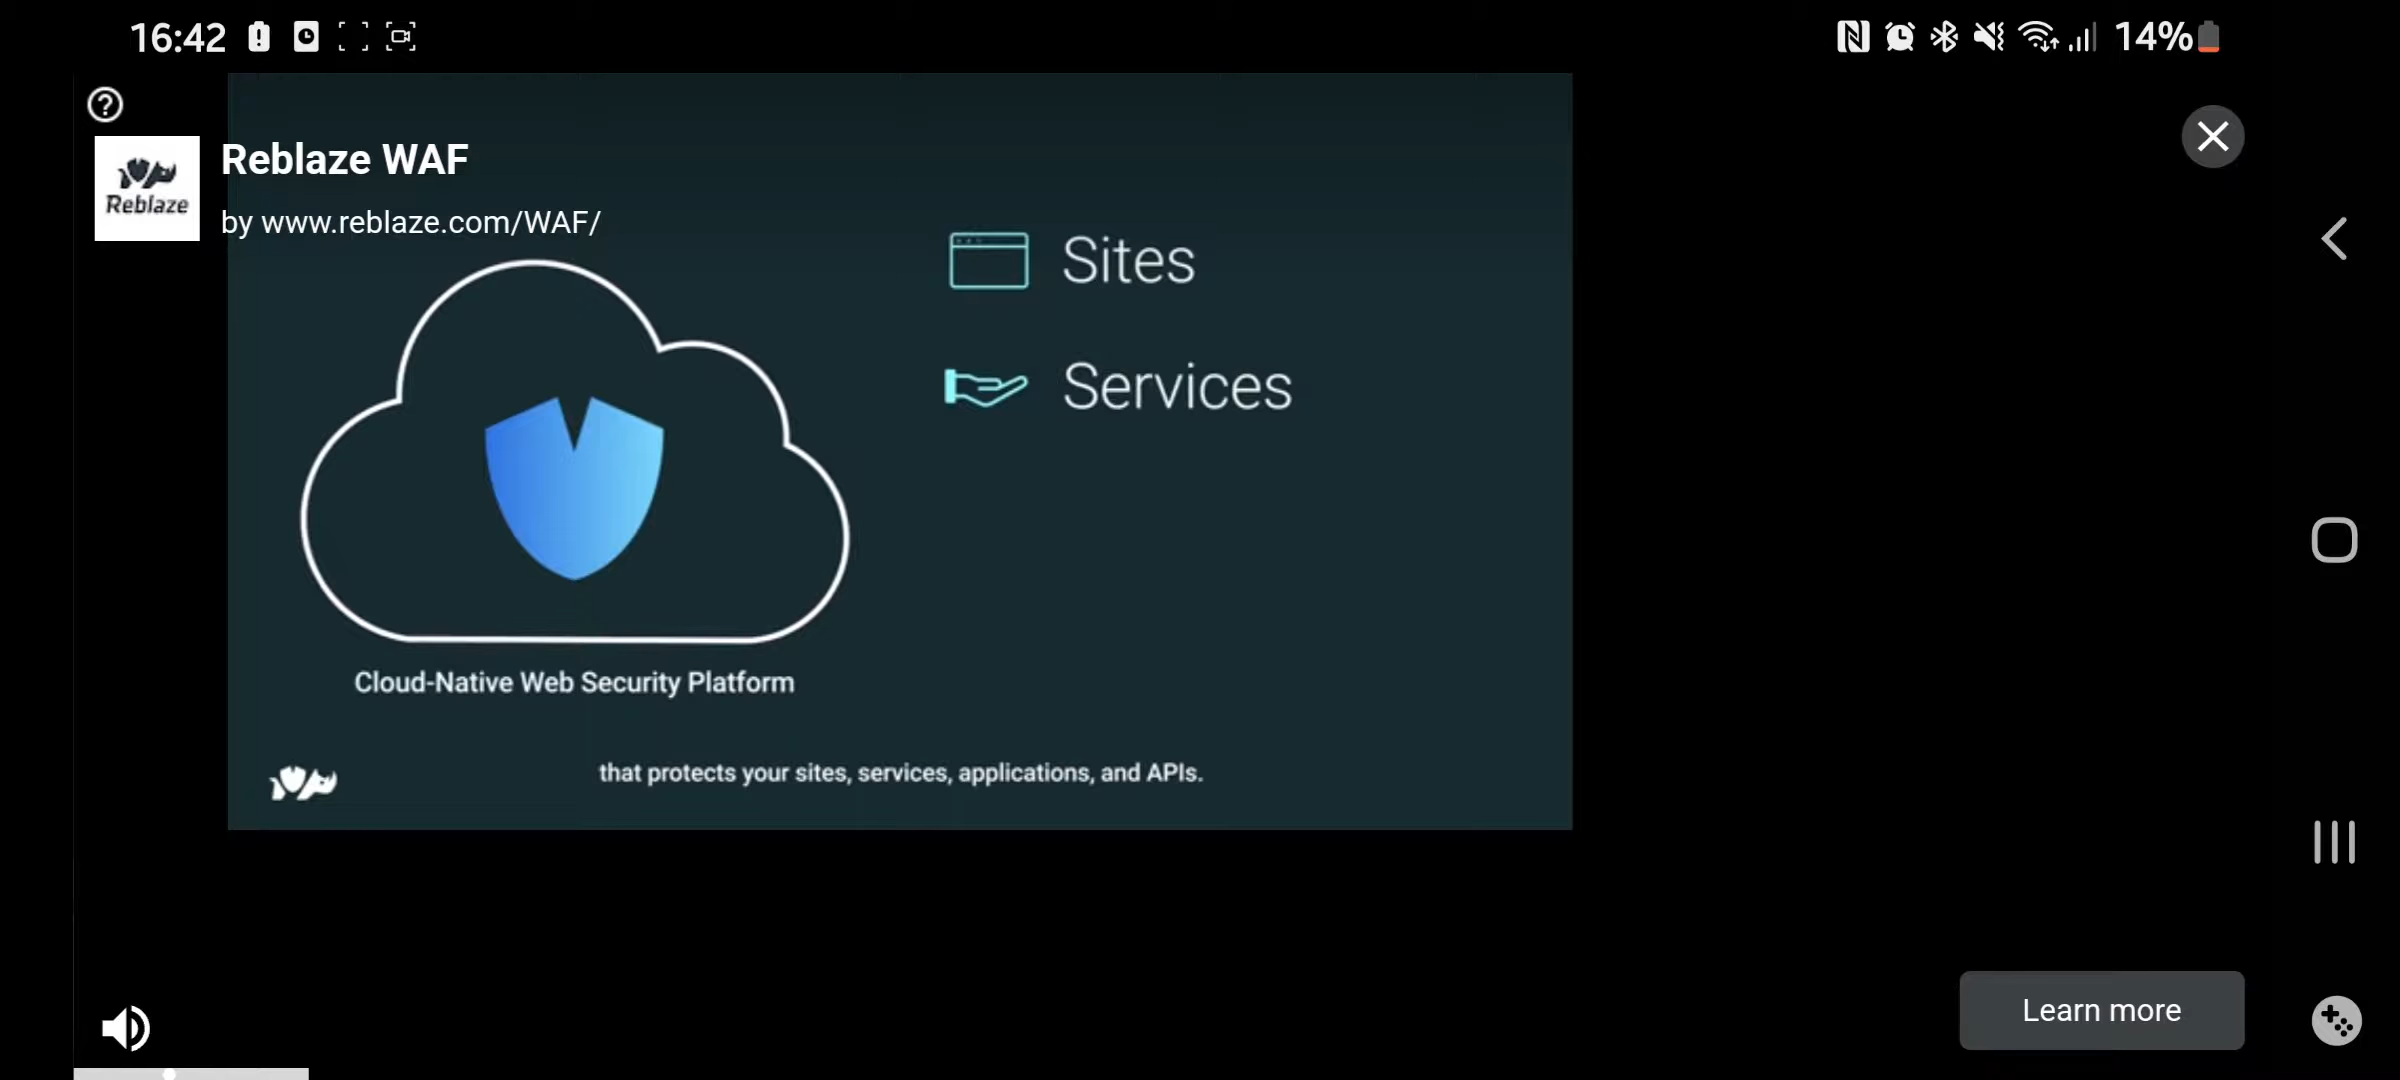 16:42
14%
Reblaze
Reblaze WAF
by www.reblaze.com/WAF/
Sites
Services
Cloud-Native Web Security Platform
that protects your sites, services, applications, and APIs.
Learn more